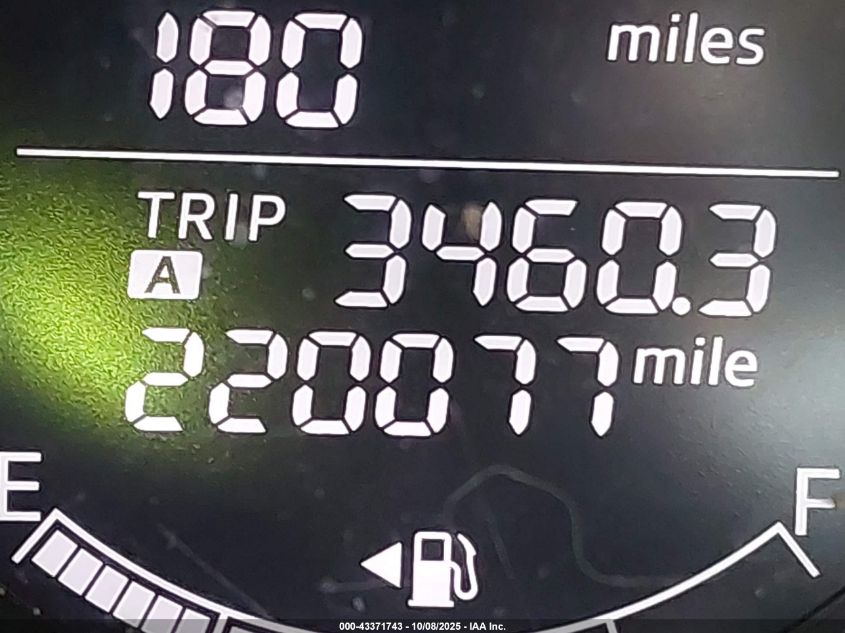 180 miles
TRIP 3460.3
A
220077 mile
E F
000-43371743 - 10/08/2025 - IAA Inc.